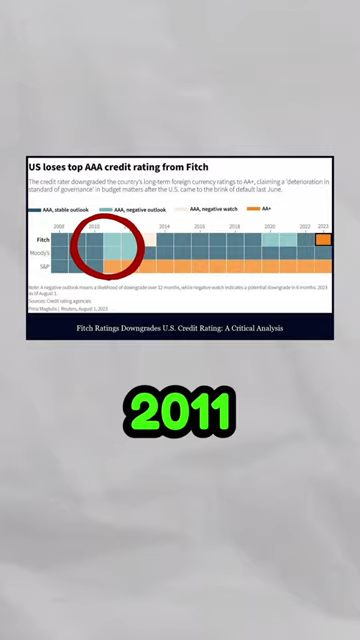 US loses top AAA credit rating from Fitch
The credit rater downgraded the country's long-term foreign currency ratings to AA+, claiming a 'deterioration in
standard of governance' in budget matters after the U.S. came to the brink of default last June.
AAA, stable outlook AAA, negative outlook AAA, negative watch AA+
2008 2010 2014 2016 2018 2020 2022 2023
Fitch
Moody's
S&P
Note: A negative outlook means a likelihood of downgrade over 12 months, while negative watch indicates a potential downgrade in 6 months. 2023
as of August 1.
Sources: Credit rating agencies
Reuters, August 1, 2023
Fitch Ratings Downgrades U.S. Credit Rating: A Critical Analysis
2011